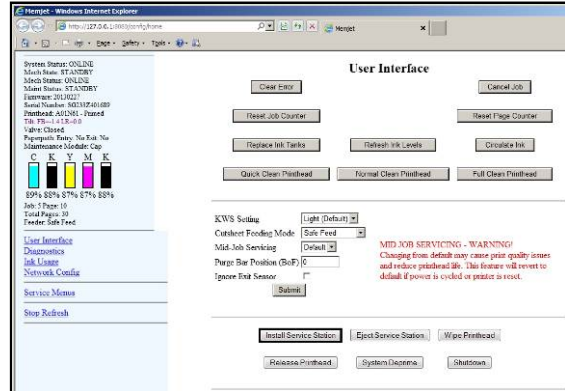 Memjet - Windows Internet Explorer
http://127.0.0.1:8080/config/home
Memjet
Page
Safety
Tools
System Status: ONLINE
Mech State: STANDBY
Mech Status: ONLINE
Maint Status: STANDBY
Firmware: 20130227
Printhead: A01N61 - Primed
Valve: Closed
Paperpath: Entry: No Exit: No
Maintenance Module: Cap
C K Y M K
89% 88% 87% 87% 88%
Job: 5 Page: 10
Total Pages: 30
Feeder: Safe Feed
User Interface
Diagnostics
Ink Usage
Network Config
Service Menus
Stop Refresh
User Interface
Clear Error
Cancel Job
Reset Job Counter
Reset Page Counter
Replace Ink Tanks
Refresh Ink Levels
Circulate Ink
Quick Clean Printhead
Normal Clean Printhead
Full Clean Printhead
KWS Setting Light (Default)
Cutsheet Feeding Mode Safe Feed
Mid-Job Servicing Default
Purge Bar Position (BoF) 0
Ignore Exit Sensor
Submit
MID JOB SERVICING - WARNING!
Changing from default may cause print quality issues
and reduce printhead life. This feature will revert to
default if power is cycled or printer is reset.
Install Service Station
Eject Service Station
Wipe Printhead
Release Printhead
System Deprime
Shutdown